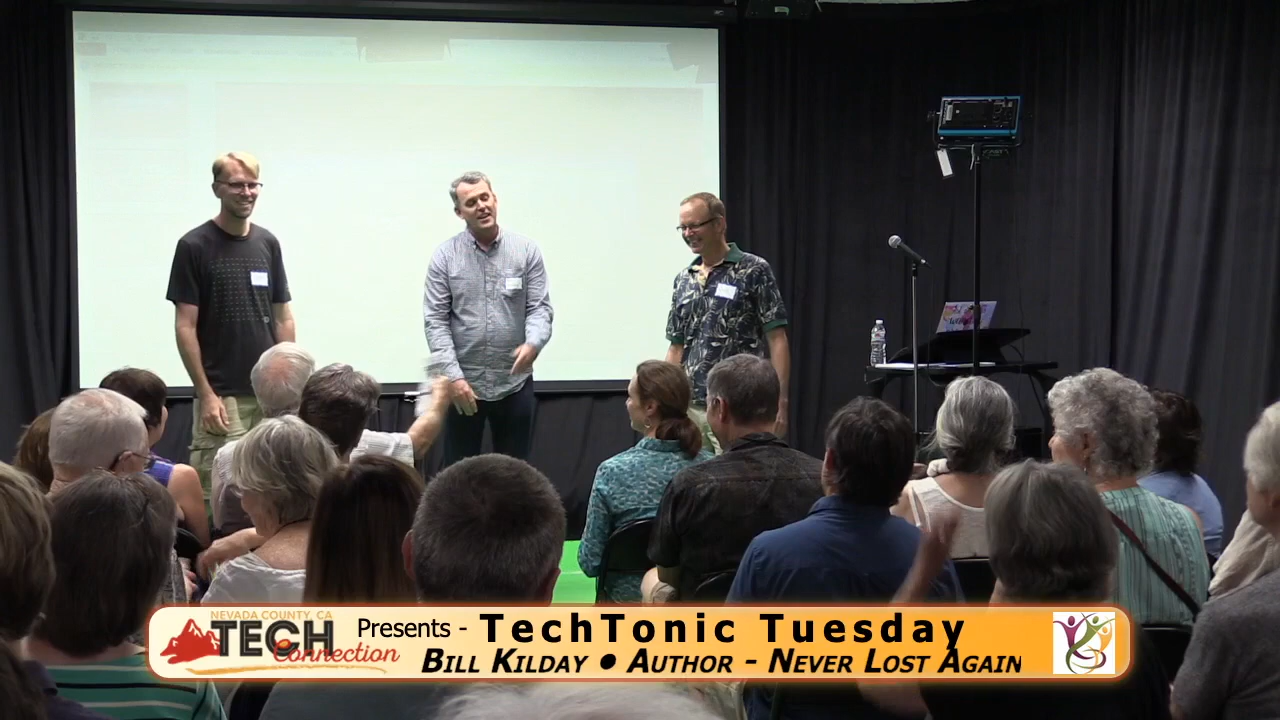 NEVADA COUNTY, CA
TECH
Connection
Presents - TechTonic Tuesday
BILL KILDAY • AUTHOR - NEVER LOST AGAIN